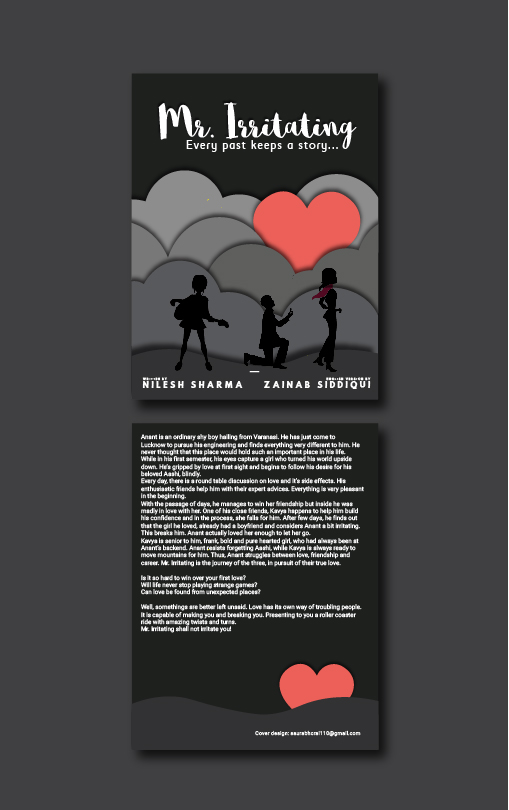 Mr. Irritating
Every past keeps a story...
WRITTEN BY
NILESH SHARMA
ZAINAB SIDDIQUI
Anant is an ordinary shy boy hailing from Varanasi. He has just come to
Lucknow to pursue his engineering and finds everything very different to him. He
never thought that this place would hold such an important place in his life.
While in his first semester, his eyes capture a girl who turned his world upside
down. He's gripped by love at first sight and begins to follow his desire for his
beloved Aashi, blindly.
Every day, there is a round table discussion on love and it's side effects. His
enthusiastic friends help him with their expert advices. Everything is very pleasant
in the beginning.
With the passage of days, he manages to win her friendship but inside he was
madly in love with her. One of his close friends, Kavya happens to help him build
his confidence and in the process, she falls for him. After few days, he finds out
that the girl he loved, already had a boyfriend and considers Anant a bit irritating.
This breaks him. Anant actually loved her enough to let her go.
Kavya is senior to him, frank, bold and pure hearted girl, who had always been at
Anant's backend. Anant resists forgetting Aashi, while Kavya is always ready to
move mountains for him. Thus, Anant struggles between love, friendship and
career. Mr. Irritating is the journey of the three, in pursuit of their true love.
Is it so hard to win over your first love?
Will life never stop playing strange games?
Can love be found from unexpected places?
Well, somethings are better left unsaid. Love has its own way of troubling people.
It is capable of making you and breaking you. Presenting to you a roller coaster
ride with amazing twists and turns.
Mr. Irritating shall not irritate you!
Cover design: